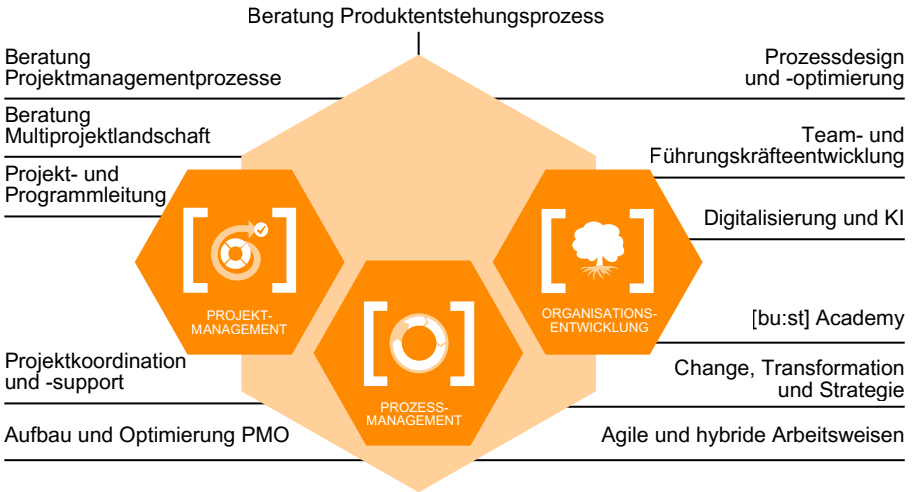 Beratung Produktentstehungsprozess
Beratung
Projektmanagementprozesse
Beratung
Multiprojektlandschaft
Projekt- und
Programmleitung
Projektkoordination
und -support
Aufbau und Optimierung PMO
PROJEKT-
MANAGEMENT
PROZESS-
MANAGEMENT
ORGANISATIONS-
ENTWICKLUNG
Prozessdesign
und -optimierung
Team- und
Führungskräfteentwicklung
Digitalisierung und KI
[bu:st] Academy
Change, Transformation
und Strategie
Agile und hybride Arbeitsweisen